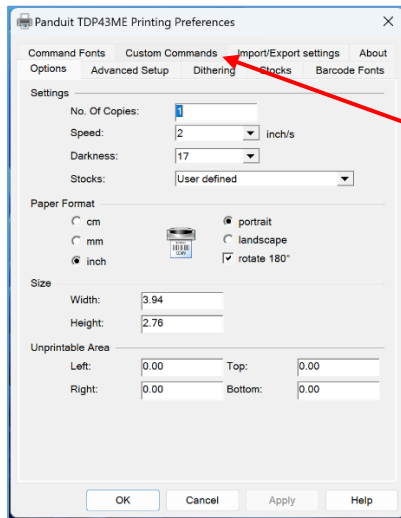 Panduit TDP43ME Printing Preferences
Command Fonts Custom Commands Import/Export settings About
Options Advanced Setup Dithering Stocks Barcode Fonts
Settings
No. Of Copies: 1
Speed: 2 inch/s
Darkness: 17
Stocks: User defined
Paper Format
cm portrait
mm landscape
inch rotate 180°
Size
Width: 3.94
Height: 2.76
Unprintable Area
Left: 0.00 Top: 0.00
Right: 0.00 Bottom: 0.00
OK Cancel Apply Help